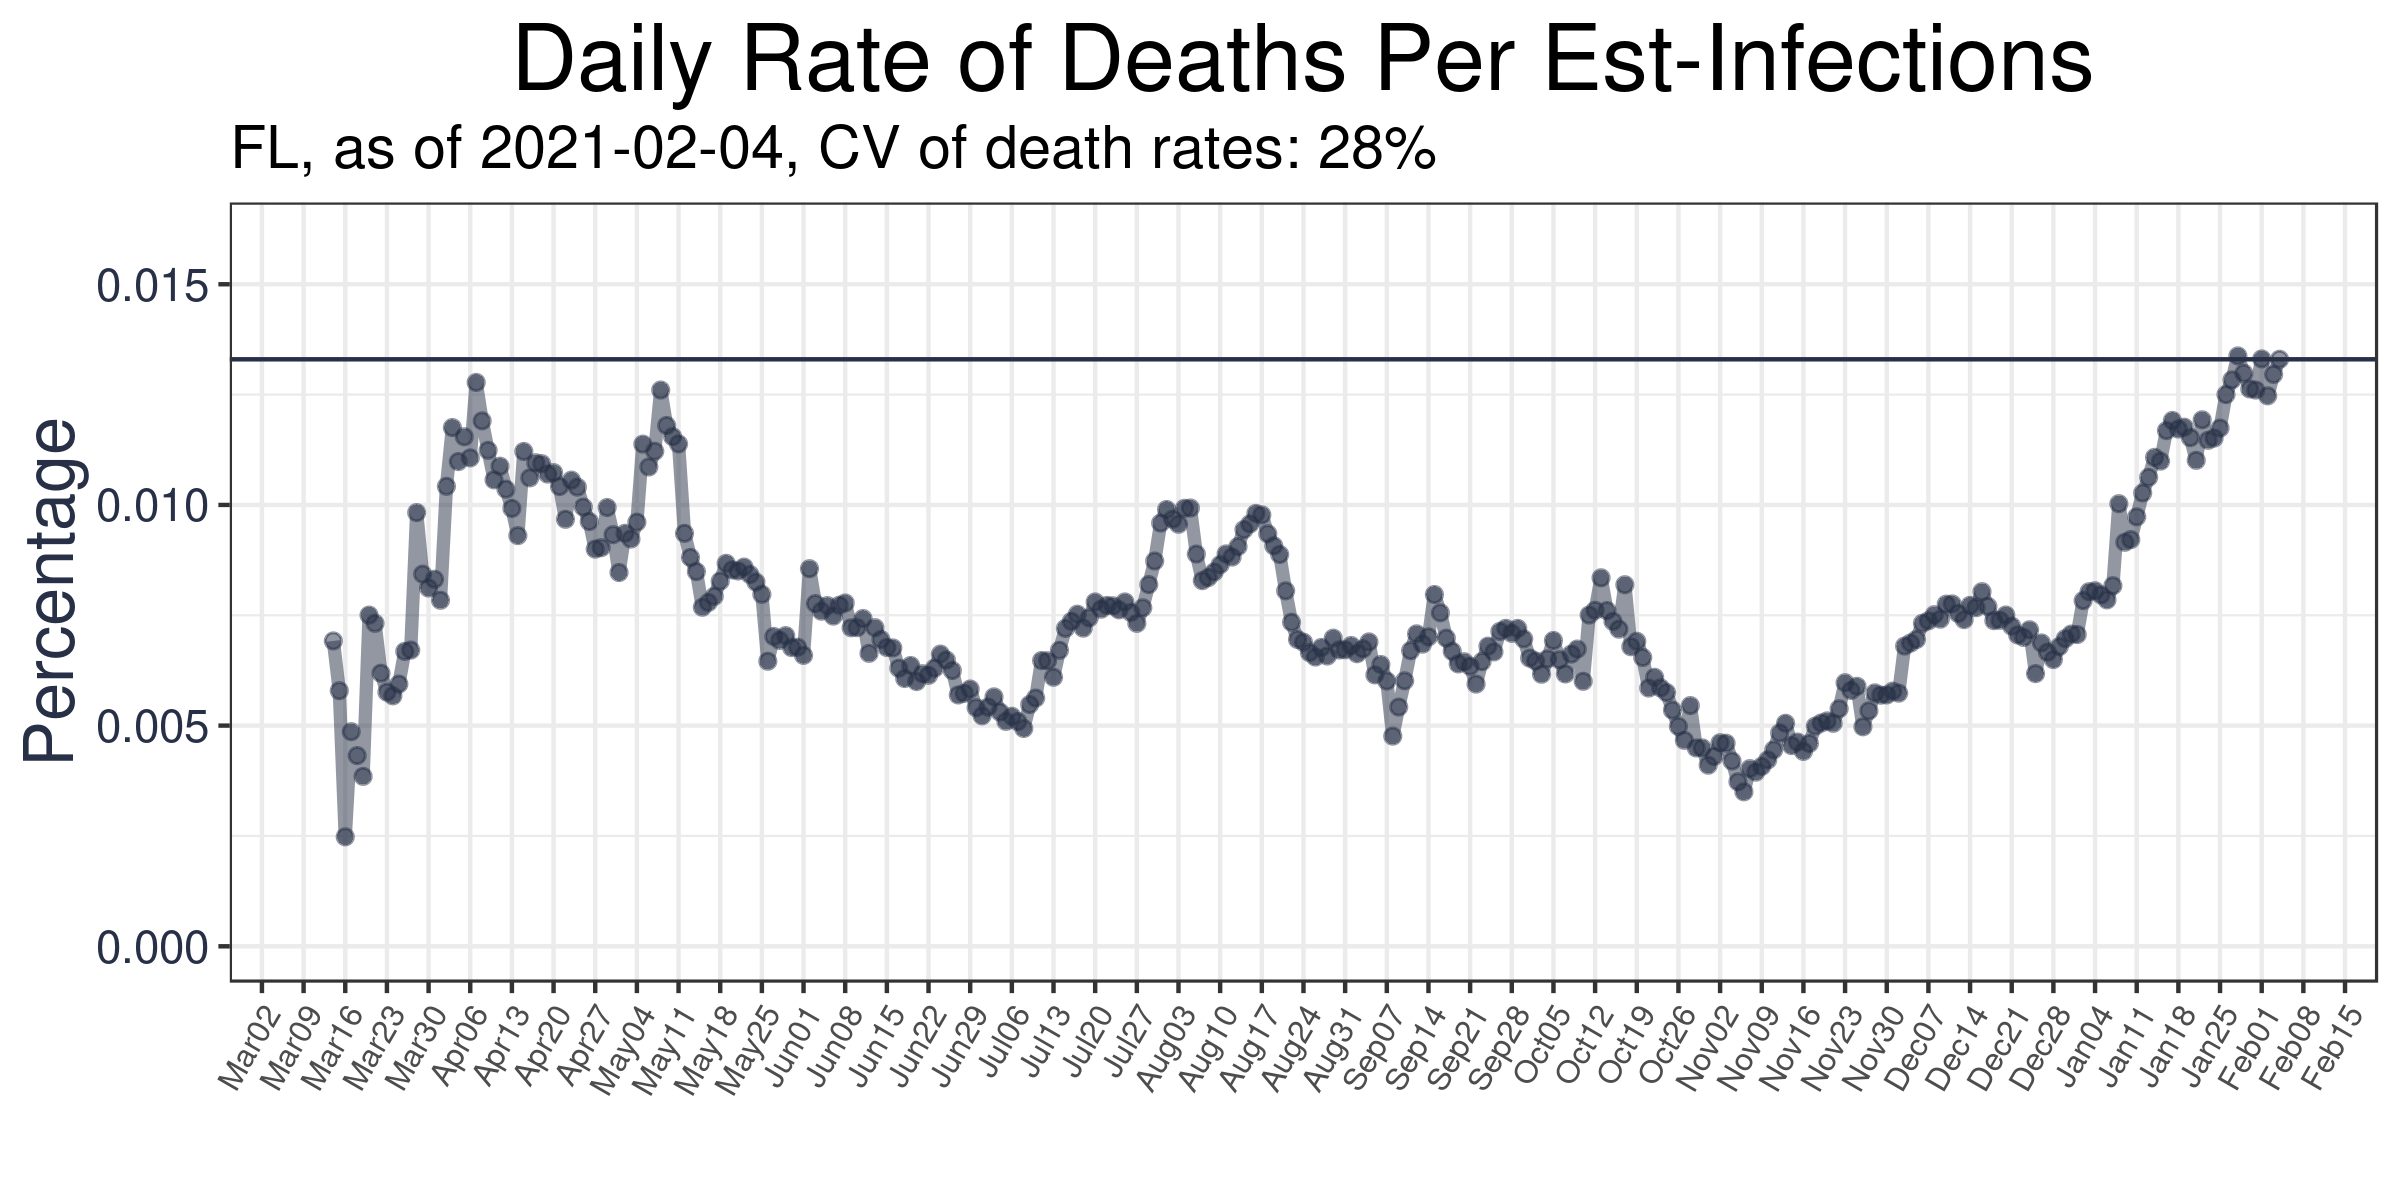 Daily Rate of Deaths Per Est-Infections
FL, as of 2021-02-04, CV of death rates: 28%
Percentage
0.015
0.010
0.005
0.000
Mar02
Mar09
Mar16
Mar23
Mar30
Apr06
Apr13
Apr20
Apr27
May04
May11
May18
May25
Jun01
Jun08
Jun15
Jun22
Jun29
Jul06
Jul13
Jul20
Jul27
Aug03
Aug10
Aug17
Aug24
Aug31
Sep07
Sep14
Sep21
Sep28
Oct05
Oct12
Oct19
Oct26
Nov02
Nov09
Nov16
Nov23
Nov30
Dec07
Dec14
Dec21
Dec28
Jan04
Jan11
Jan18
Jan25
Feb01
Feb08
Feb15